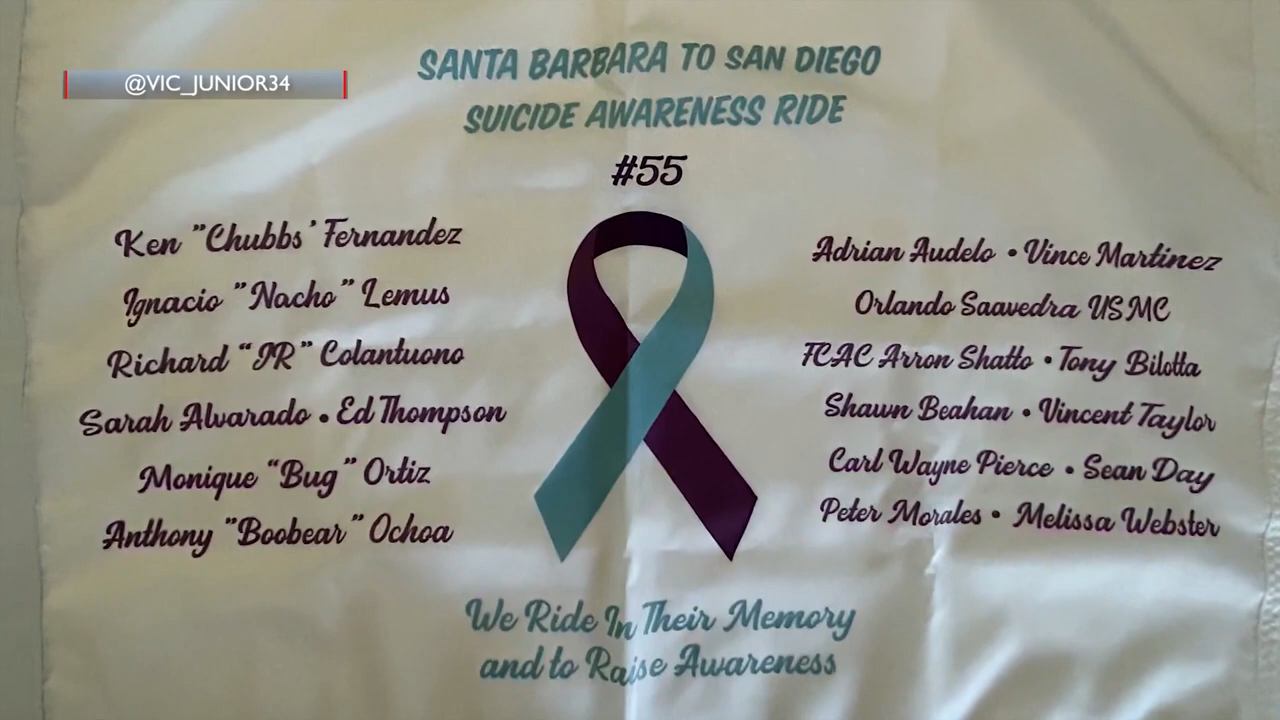 @VIC_JUNIOR34
SANTA BARBARA TO SAN DIEGO
SUICIDE AWARENESS RIDE
#55
Ken "Chubbs' Fernandez
Ignacio "Nacho" Lemus
Richard "JR" Colantuono
Sarah Alvarado • Ed Thompson
Monique "Bug" Ortiz
Anthony "Boobear" Ochoa
Adrian Audelo • Vince Martinez
Orlando Saavedra USMC
FCAC Arron Shatto • Tony Bilotta
Shawn Beahan • Vincent Taylor
Carl Wayne Pierce • Sean Day
Peter Morales • Melissa Webster
We Ride In Their Memory
and to Raise Awareness